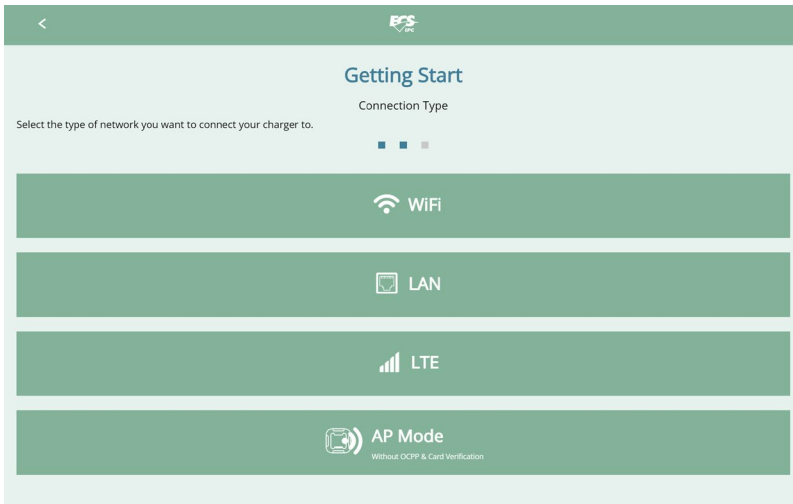 <
ECS
Getting Start
Connection Type
Select the type of network you want to connect your charger to.
WiFi
LAN
LTE
AP Mode
Without OCPP & Card Verification